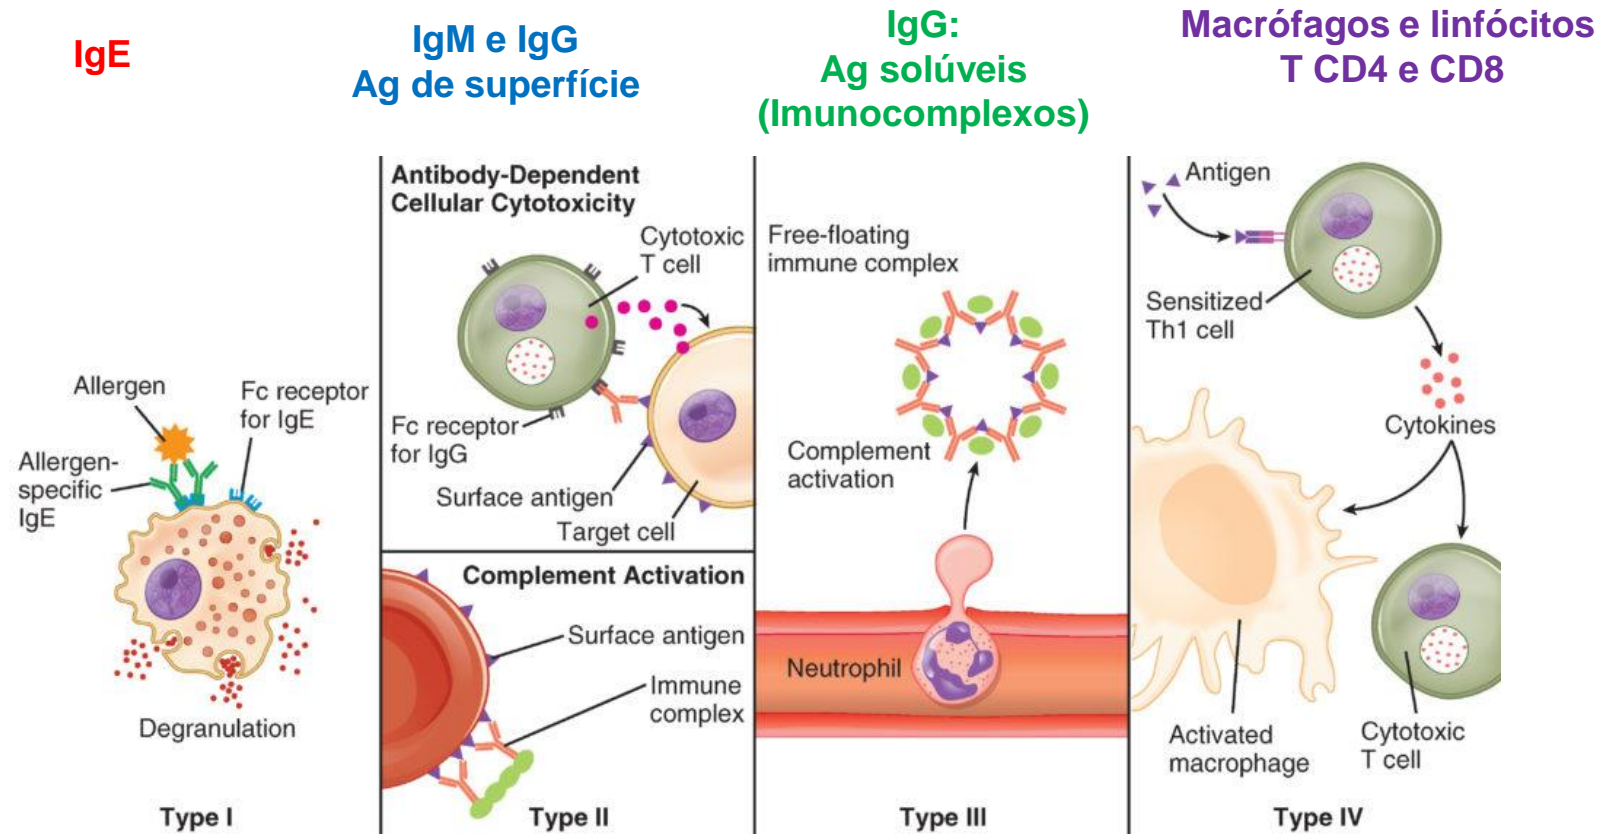 IgE
IgM e IgG
Ag de superfície
IgG:
Ag solúveis
(Imunocomplexos)
Macrófagos e linfócitos
T CD4 e CD8
Allergen
Fc receptor
for IgE
Allergen-
specific
IgE
Degranulation
Type I
Antibody-Dependent
Cellular Cytotoxicity
Cytotoxic
T cell
Fc receptor
for IgG
Surface antigen
Target cell
Complement Activation
Surface antigen
Immune
complex
Type II
Free-floating
immune complex
Complement
activation
Neutrophil
Type III
Antigen
Sensitized
Th1 cell
Cytokines
Activated
macrophage
Cytotoxic
T cell
Type IV